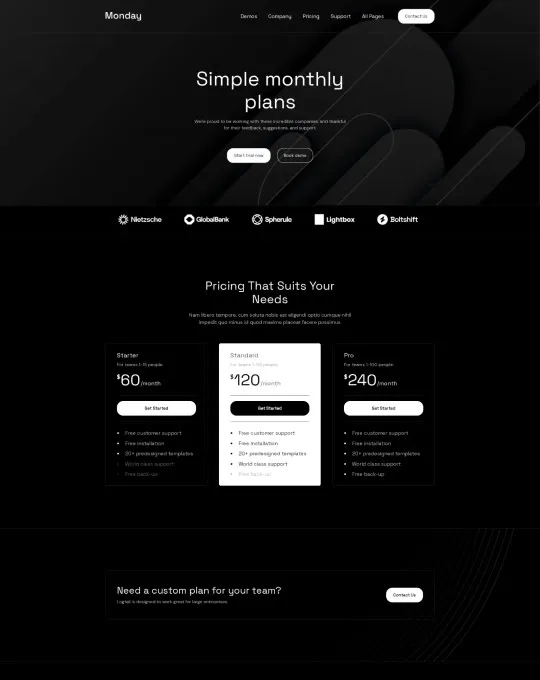 Monday
Demos Company Pricing Support All Pages Contact Us
Simple monthly
plans
We're proud to be working with these incredible companies and thankful
for their feedback, suggestions, and support.
Start trial now Book demo
Nietzsche GlobalBank Spherule Lightbox Boltshift
Pricing That Suits Your
Needs
Nam libero tempore, cum soluta nobis est eligendi optio cumque nihil
impedit quo minus id quod maxime placeat facere possimus.
Starter
For teams 1-10 people.
$60/month
Get Started
Free customer support
Free installation
20+ predesigned templates
World class support
Free back-up
Standard
$120/month
Get Started
Free customer support
Free installation
20+ predesigned templates
World class support
Free back-up
Pro
For teams 1-100 people.
$240/month
Get Started
Free customer support
Free installation
20+ predesigned templates
World class support
Free back-up
Need a custom plan for your team?
is designed to work great for large enterprises.
Contact Us